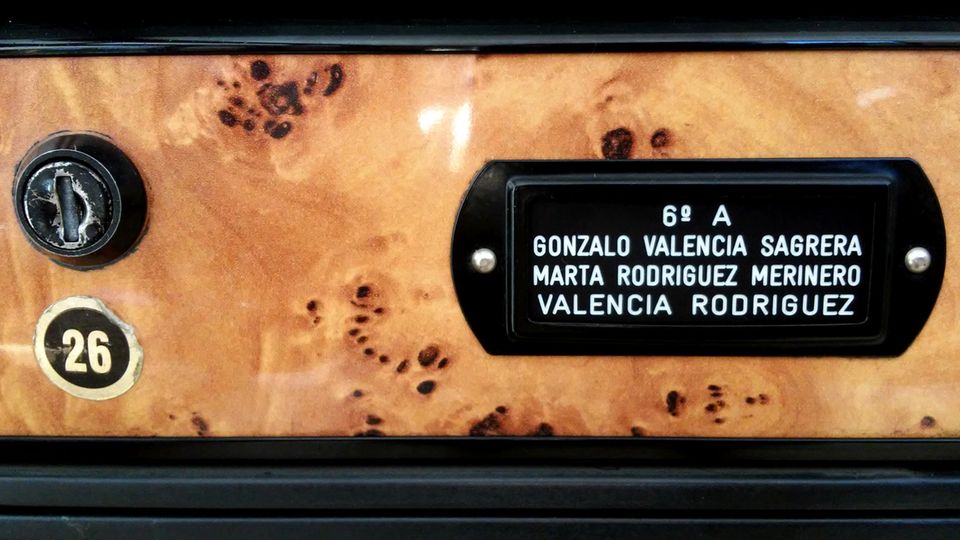 6º A
GONZALO VALENCIA SAGRERA
MARTA RODRIGUEZ MERINERO
VALENCIA RODRIGUEZ
26